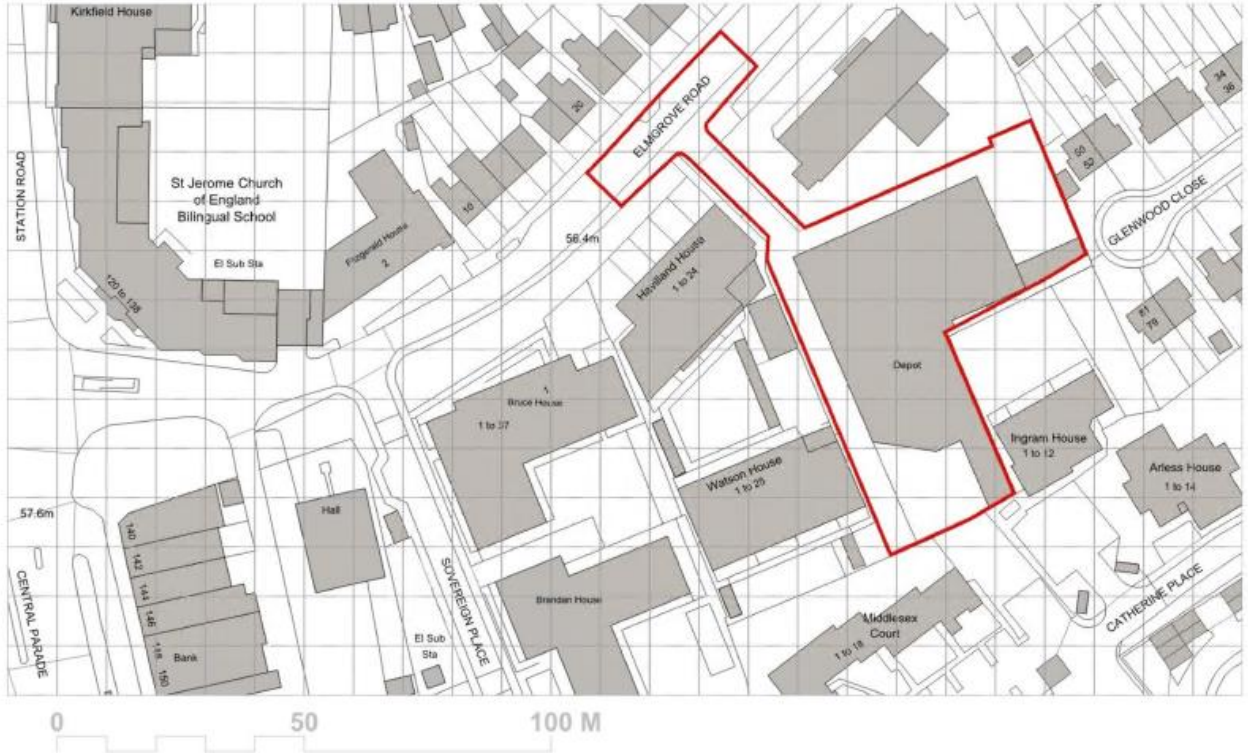 Kirkfield House
STATION ROAD
St Jerome Church
of England
Bilingual School
El Sub Sta
120 to 138
Fitzgerald House
2
10
20
ELMGROVE ROAD
56.4m
34
36
50
52
GLENWOOD CLOSE
81
79
Havilland House
1 to 24
Depot
1
Bruce House
1 to 37
Watson House
1 to 25
Ingram House
1 to 12
Arless House
1 to 14
57.6m
Hall
140
142
144
146
148
150
Bank
CENTRAL PARADE
SOVEREIGN PLACE
El Sub
Sta
Brandan House
Middlesex
Court
1 to 18
CATHERINE PLACE
0
50
100 M